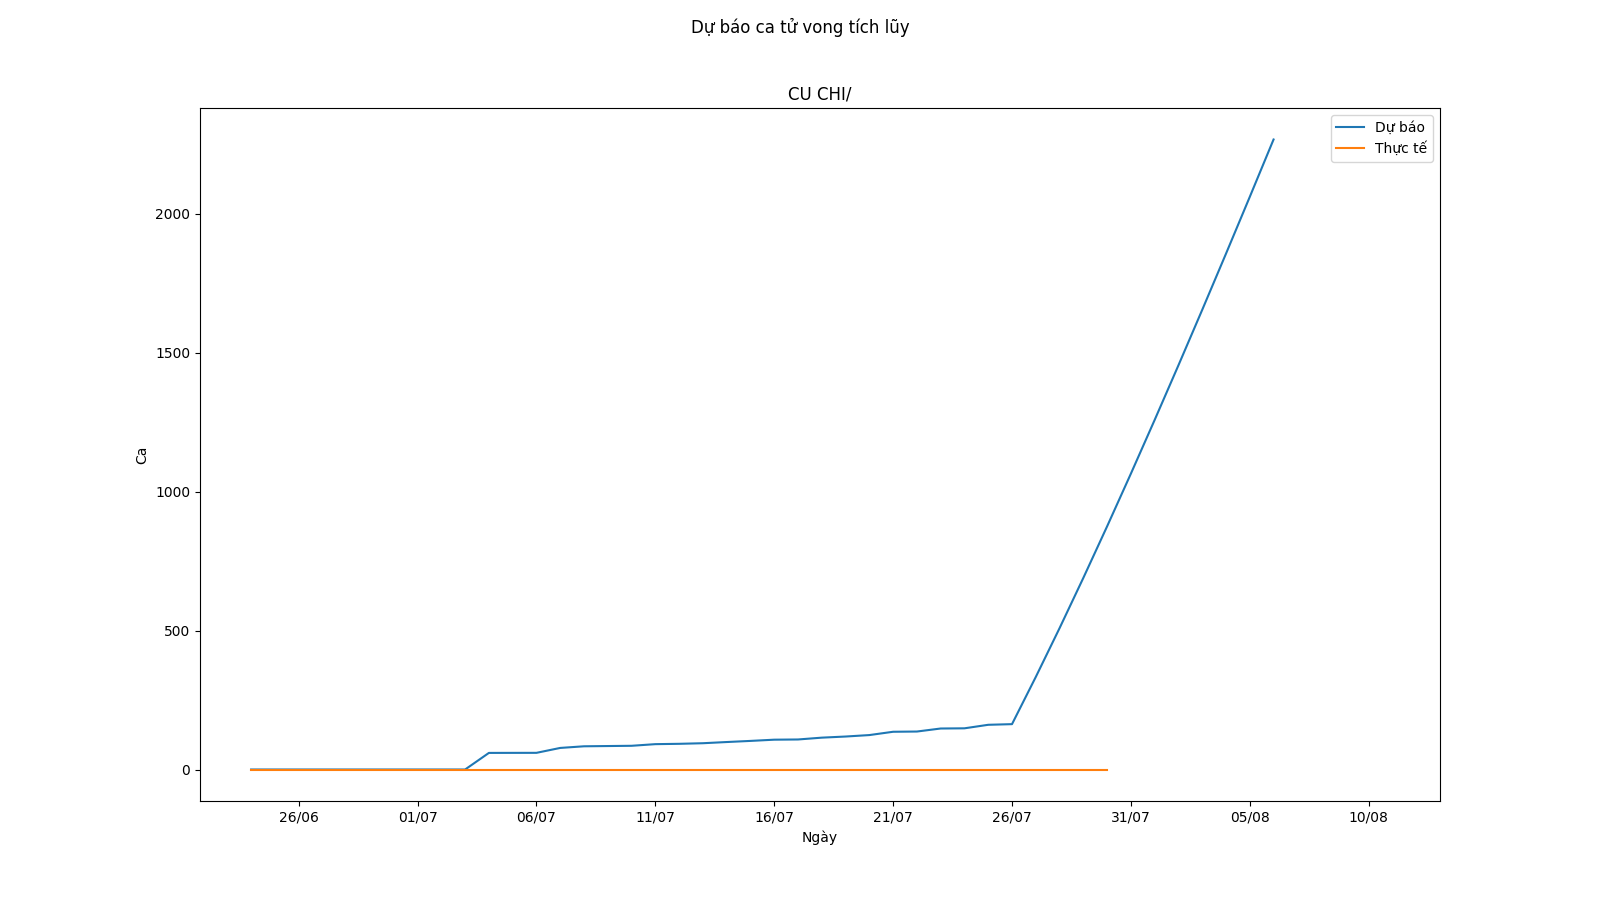 Dự báo ca tử vong tích lũy
CU CHI/
Dự báo
Thực tế
2000
1500
1000
500
0
Ca
26/06 01/07 06/07 11/07 16/07 21/07 26/07 31/07 05/08 10/08
Ngày